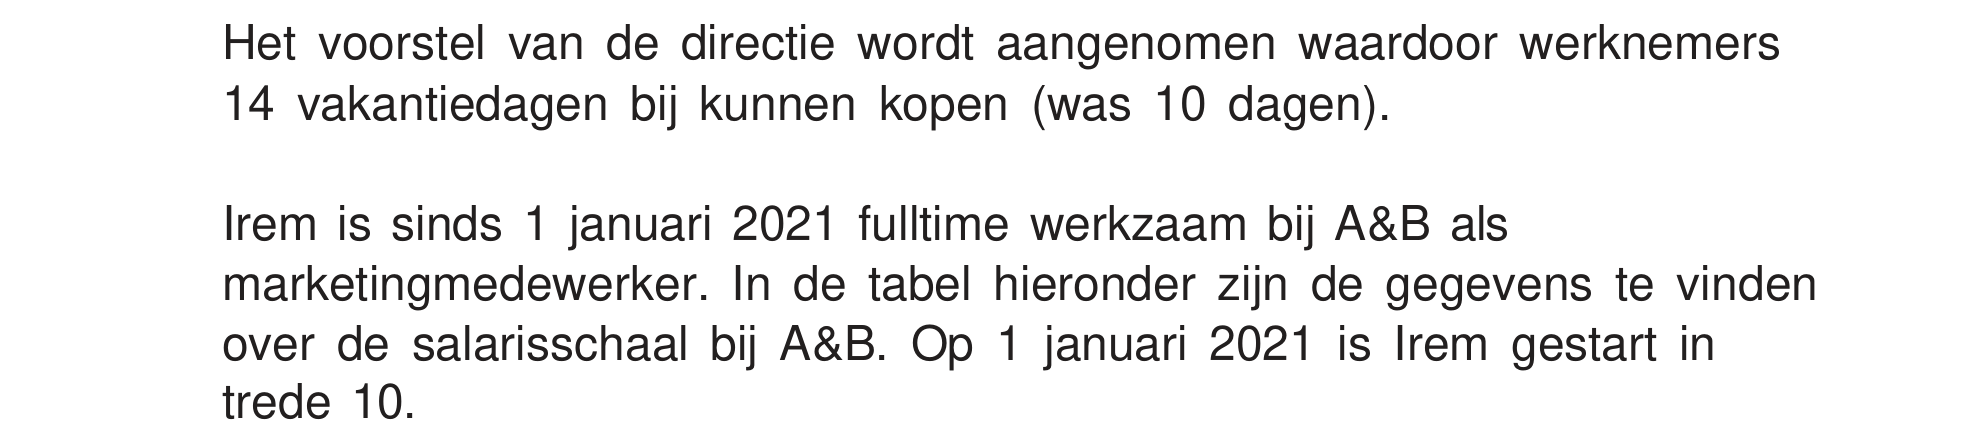 Het voorstel van de directie wordt aangenomen waardoor werknemers
14 vakantiedagen bij kunnen kopen (was 10 dagen).
Irem is sinds 1 januari 2021 fulltime werkzaam bij A&B als
marketingmedewerker. In de tabel hieronder zijn de gegevens te vinden
over de salarisschaal bij A&B. Op 1 januari 2021 is Irem gestart in
trede 10.